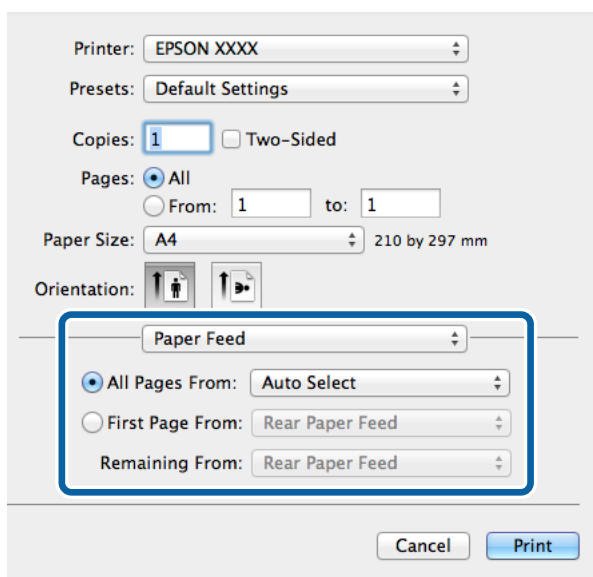 Printer: EPSON XXXX
Presets: Default Settings
Copies: 1 Two-Sided
Pages: All
From: 1 to: 1
Paper Size: A4 210 by 297 mm
Orientation:
Paper Feed
All Pages From: Auto Select
First Page From: Rear Paper Feed
Remaining From: Rear Paper Feed
Cancel Print